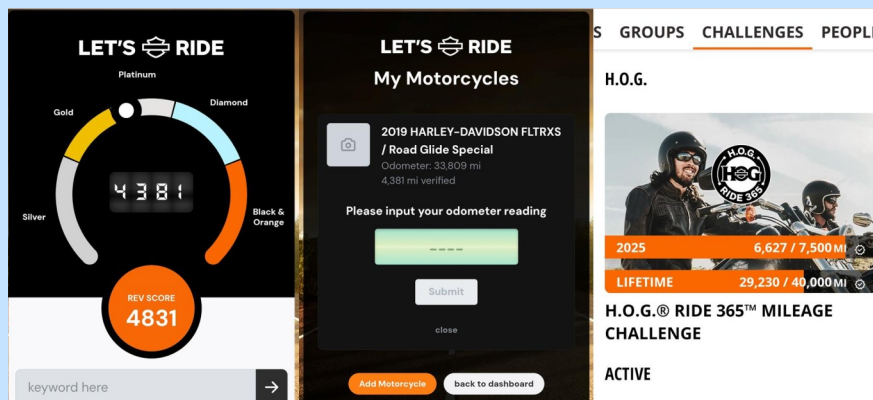 LET'S RIDE
Platinum
Gold
Diamond
4381
Silver
Black &
Orange
REV SCORE
4831
keyword here
LET'S RIDE
My Motorcycles
2019 HARLEY-DAVIDSON FLTRXS
/ Road Glide Special
Odometer: 33,809 mi
4,381 mi verified
Please input your odometer reading
----
Submit
close
Add Motorcycle
back to dashboard
S GROUPS CHALLENGES PEOPL
H.O.G.
H.O.G.
H-D G
RIDE 365
2025 6,627 / 7,500 MI
LIFETIME 29,230 / 40,000 MI
H.O.G.® RIDE 365™ MILEAGE
CHALLENGE
ACTIVE